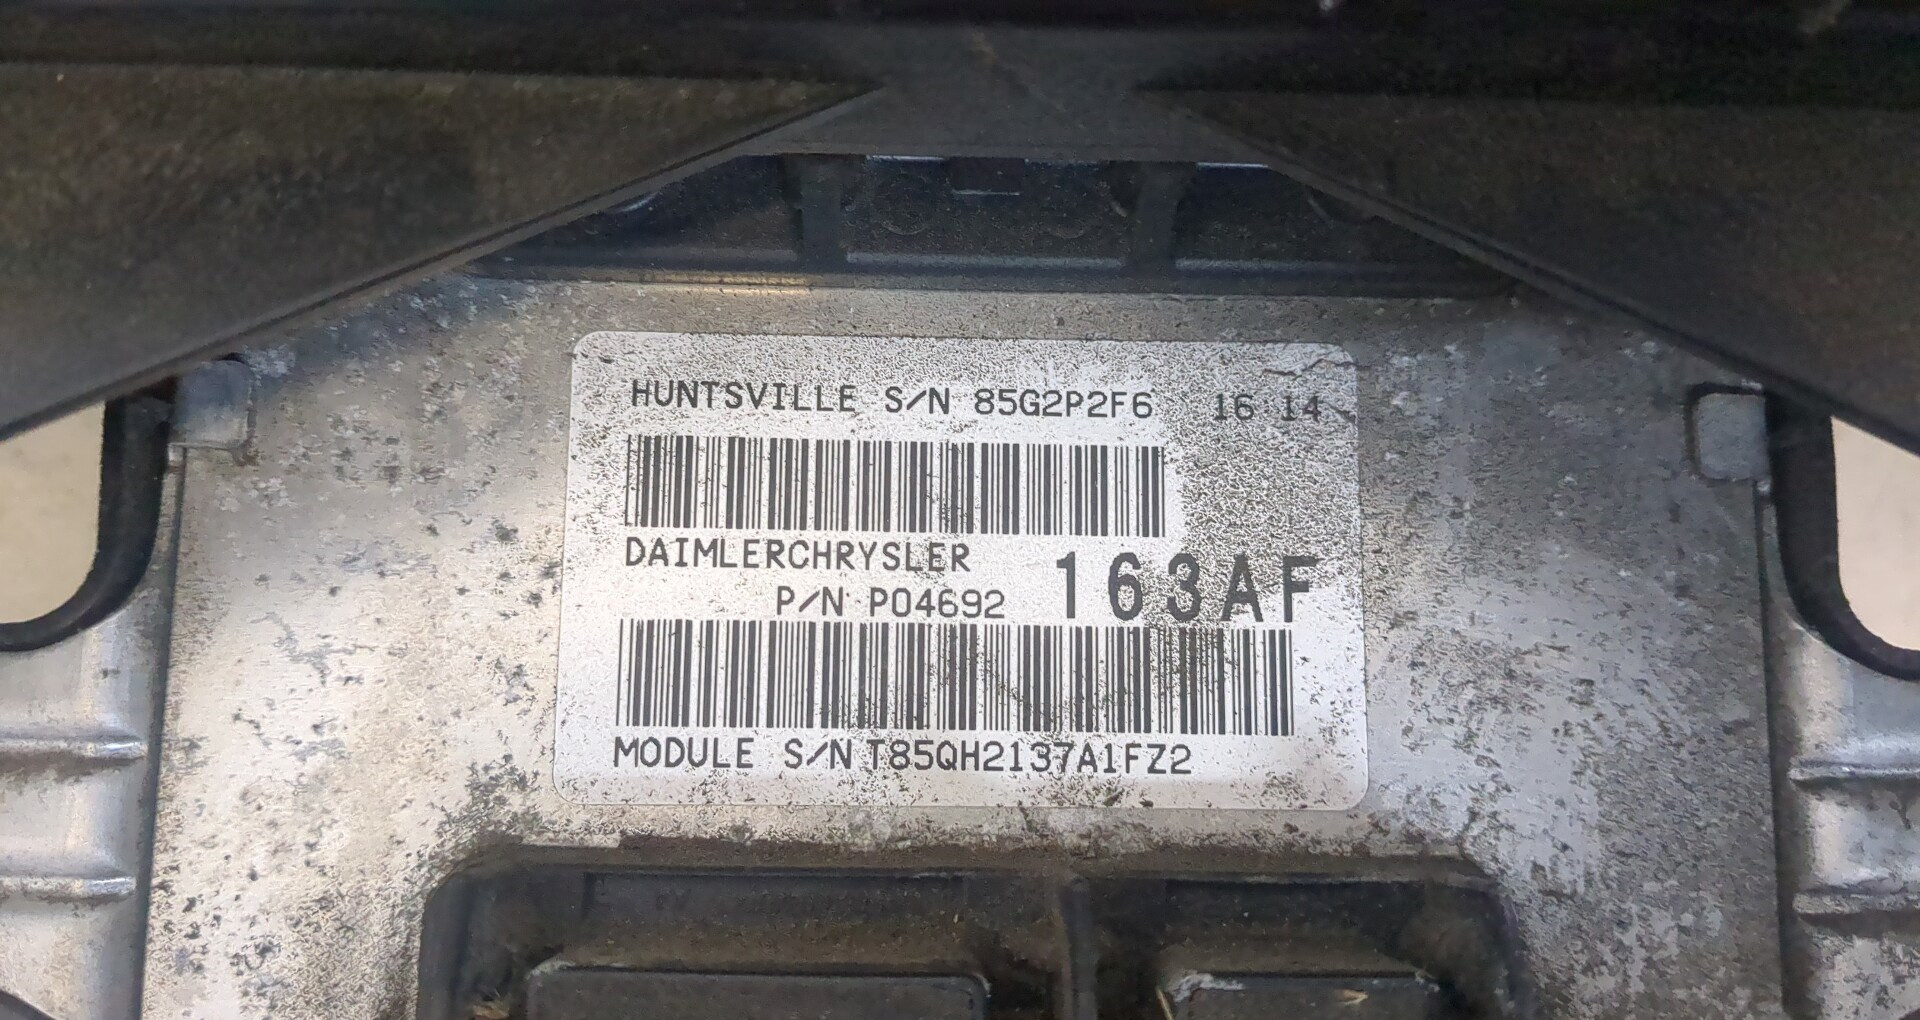 HUNTSVILLE S/N 85G2P2F6 16:14
DAIMLERCHRYSLER
P/N P04692 163AF
MODULE S/N T85QH2137A1FZ2